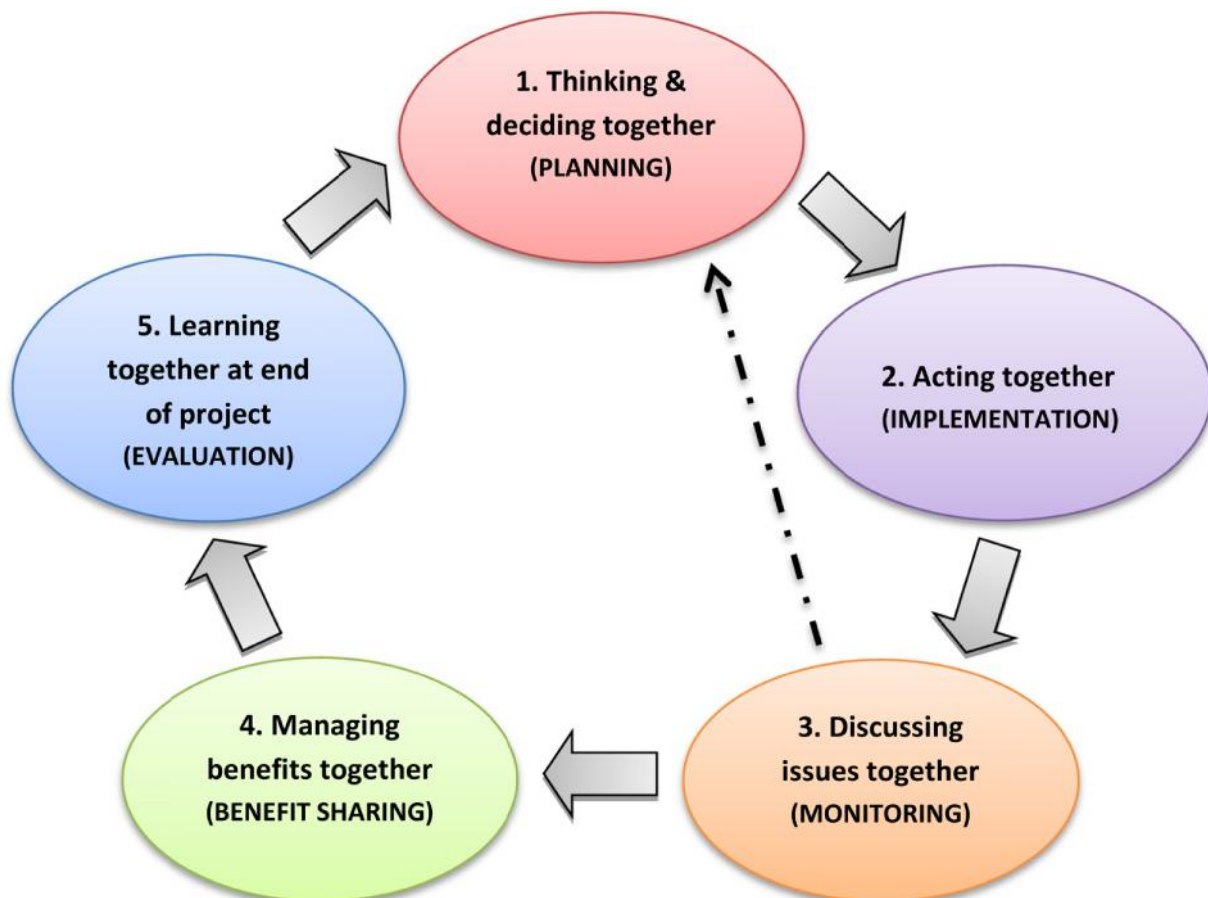 1. Thinking &
deciding together
(PLANNING)
2. Acting together
(IMPLEMENTATION)
3. Discussing
issues together
(MONITORING)
4. Managing
benefits together
(BENEFIT SHARING)
5. Learning
together at end
of project
(EVALUATION)